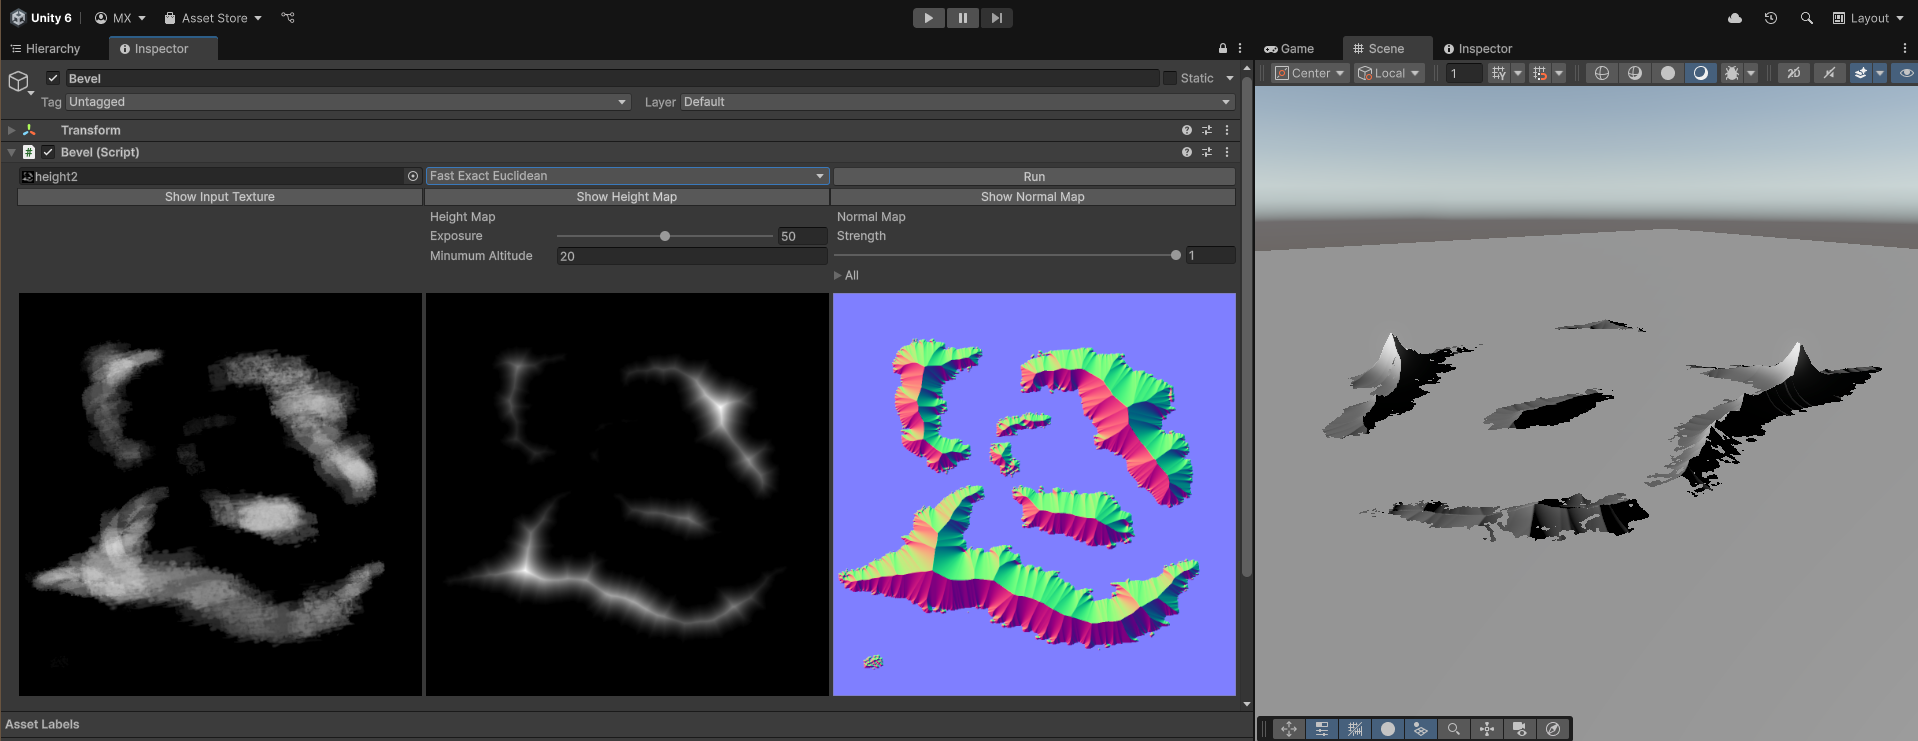 Unity 6 MX Asset Store Layout
Hierarchy Inspector Game Scene Inspector
Bevel Static
Center Local 1 2D
Tag Untagged Layer Default
Transform
# Bevel (Script)
height2 Fast Exact Euclidean Run
Show Input Texture Show Height Map Show Normal Map
Height Map Normal Map
Exposure 50 Strength
Minumum Altitude 20 1
All
Asset Labels